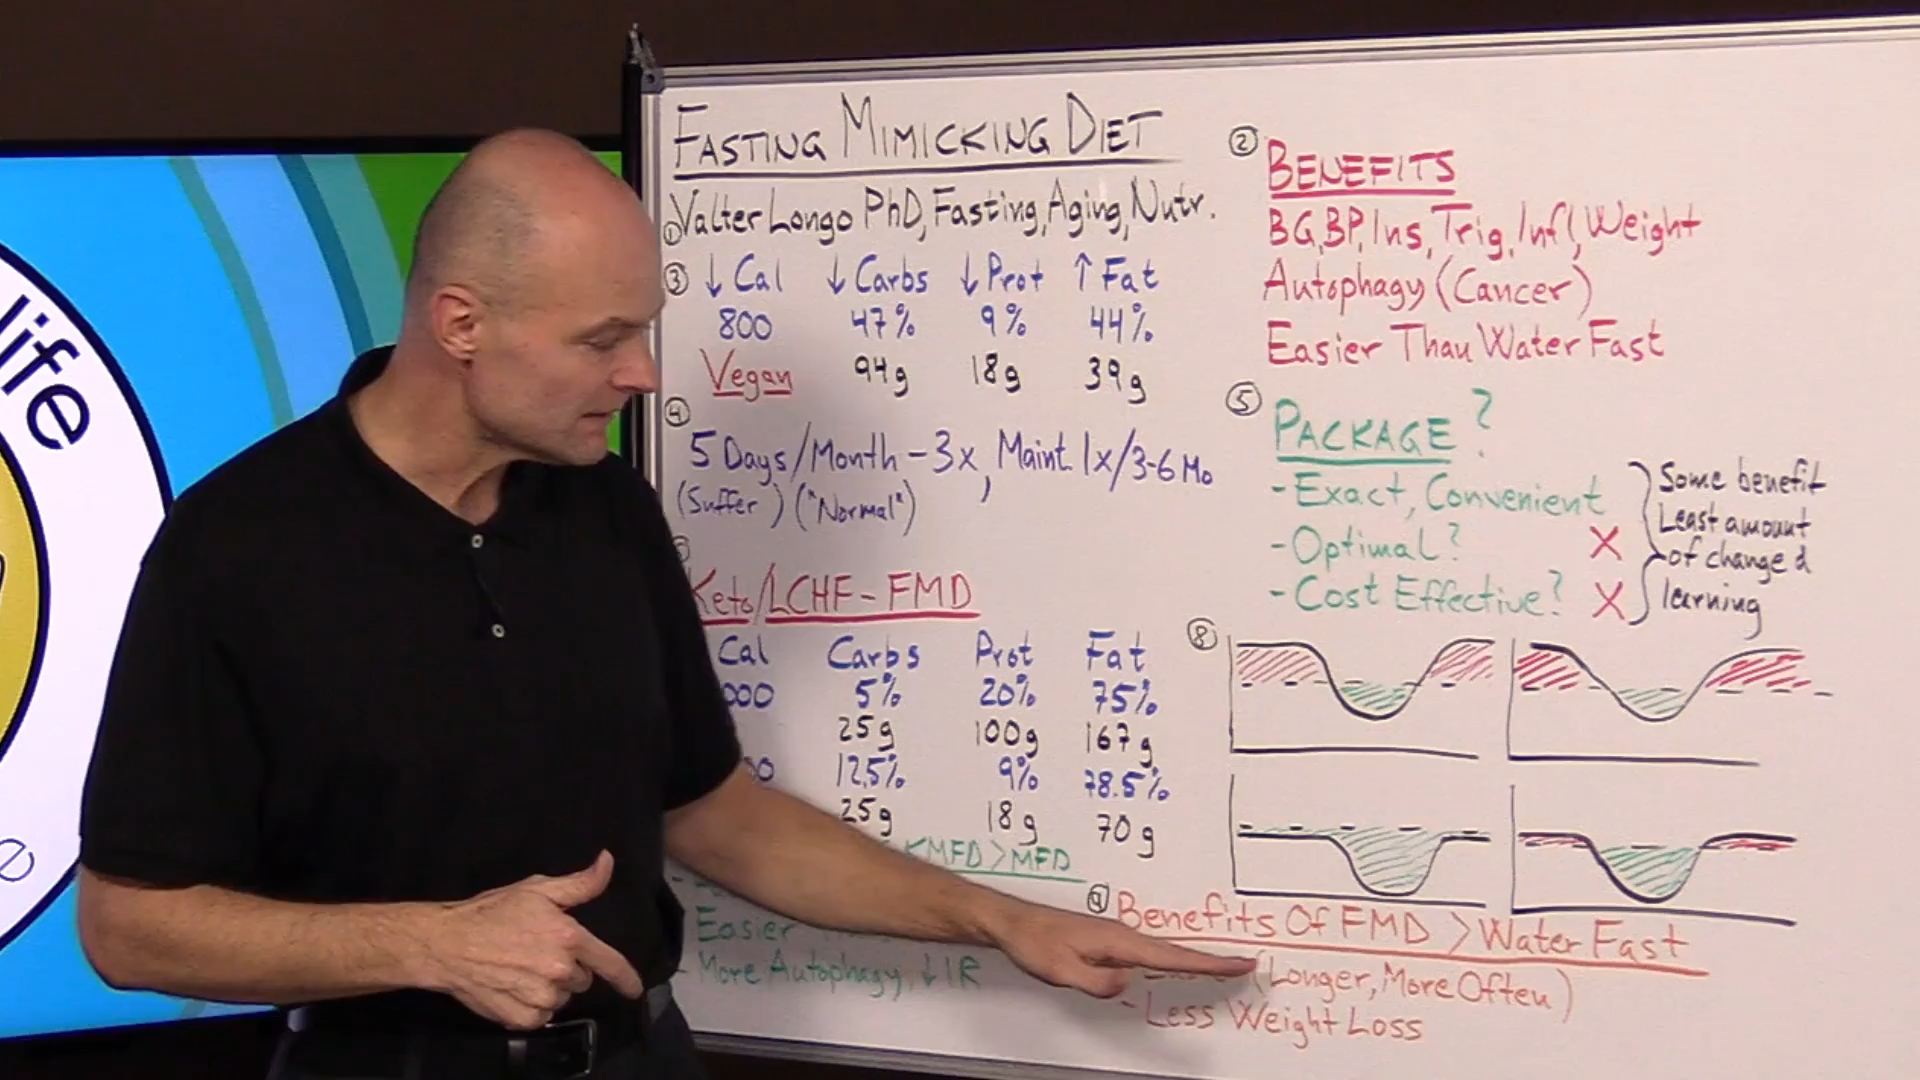 life
e
FASTING MIMICKING DIET
① Valter Longo PhD, Fasting, Aging, Nutr.
③ ↓ Cal ↓ Carbs ↓ Prot ↑ Fat
800 47% 9% 44%
Vegan 94g 18g 39g
④
5 Days/Month - 3x, Maint. 1x/3-6 Mo
(Suffer) ("Normal")
Keto/LCHF - FMD
Cal Carbs Prot Fat
000 5% 20% 75%
25g 100g 167g
00 12.5% 9% 78.5%
25g 18g 70g
KMFD > MFD
Easier
- More Autophagy, ↓ IR
② BENEFITS
BG, BP, Ins, Trig, Infl, Weight
Autophagy (Cancer)
Easier Than Water Fast
⑤ PACKAGE?
- Exact, Convenient
- Optimal? X
- Cost Effective? X
Some benefit
Least amount
of change &
learning
⑧
⑨ Benefits Of FMD > Water Fast
(Longer, More Often)
- Less Weight Loss